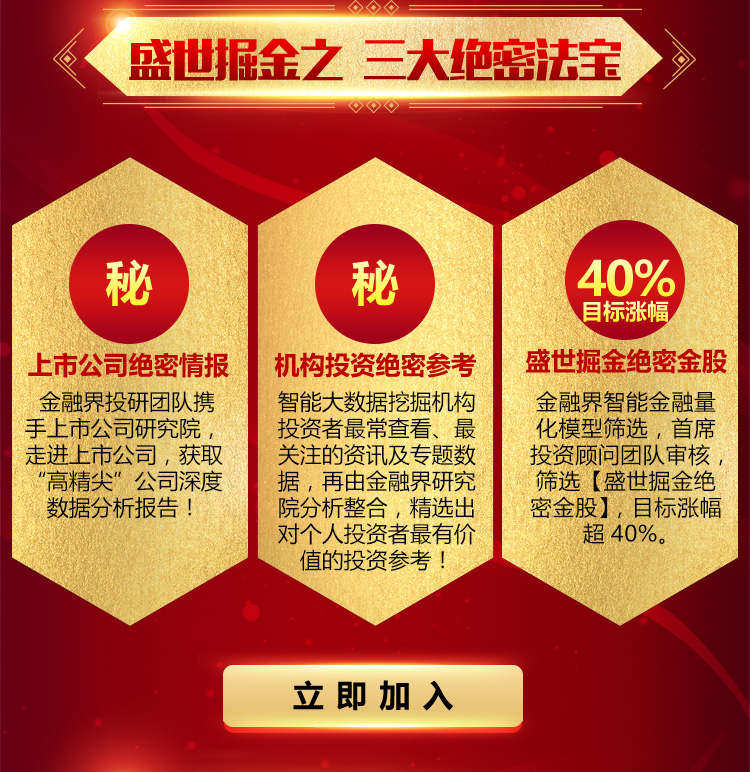 盛世掘金之 三大绝密法宝
秘
上市公司绝密情报
金融界投研团队携
手上市公司研究院，
走进上市公司，获取
“高精尖”公司深度
数据分析报告！
秘
机构投资绝密参考
智能大数据挖掘机构
投资者最常查看、最
关注的资讯及专题数
据，再由金融界研究
院分析整合，精选出
对个人投资者最有价
值的投资参考！
40%
目标涨幅
盛世掘金绝密金股
金融界智能金融量
化模型筛选，首席
投资顾问团队审核，
筛选【盛世掘金绝
密金股】，目标涨幅
超 40%。
立即加入